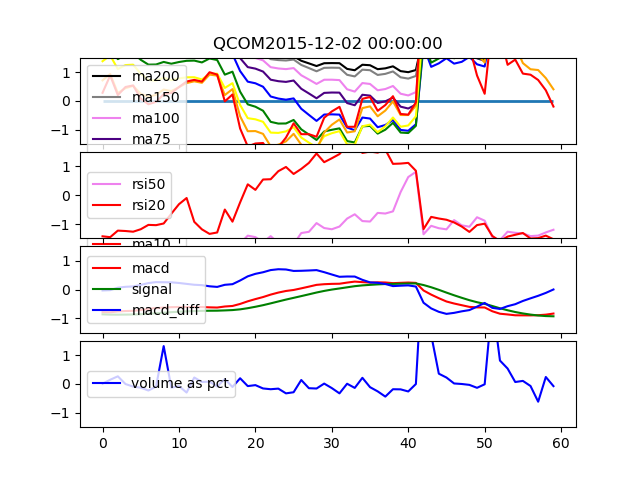 QCOM2015-12-02 00:00:00
1
0
−1
ma200
ma150
ma100
ma75
1
0
−1
rsi50
rsi20
ma10
1
0
−1
macd
signal
macd_diff
1
0
−1
volume as pct
0 10 20 30 40 50 60